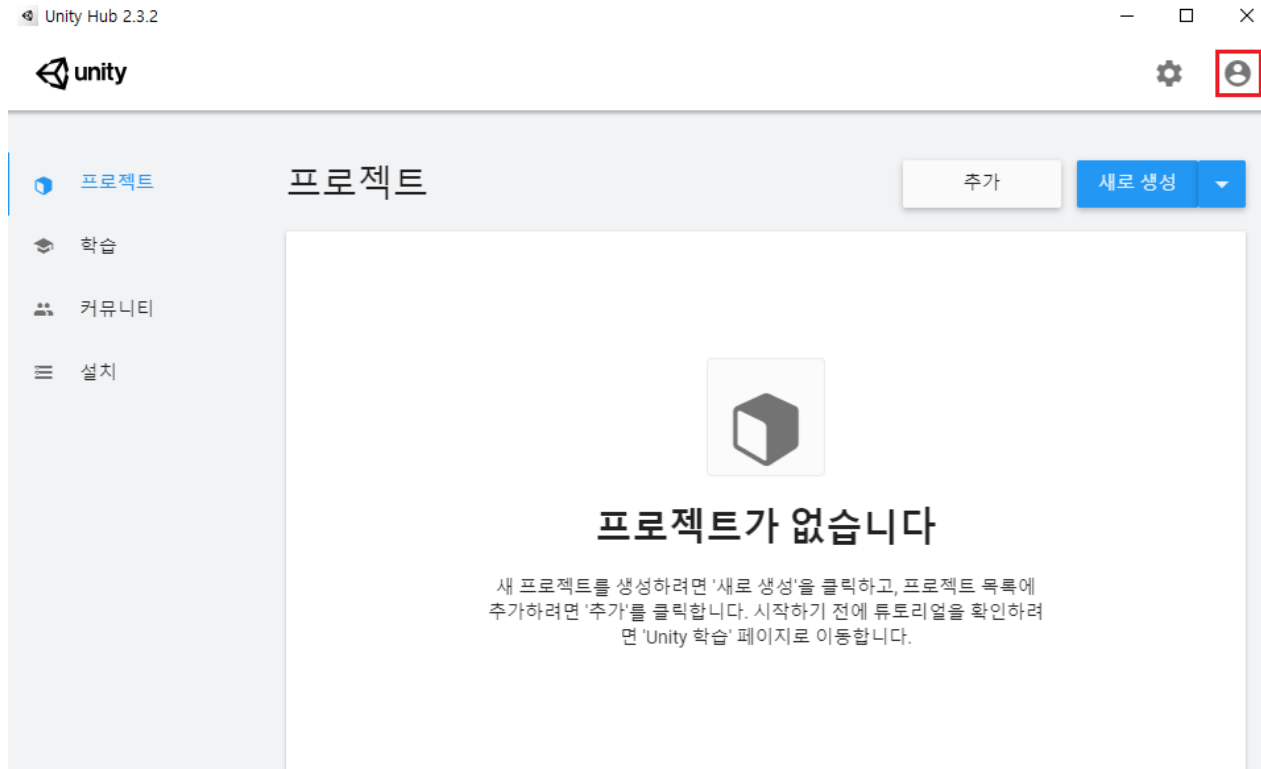 Unity Hub 2.3.2
unity
프로젝트
학습
커뮤니티
설치
프로젝트
추가
새로 생성
프로젝트가 없습니다
새 프로젝트를 생성하려면 '새로 생성'을 클릭하고, 프로젝트 목록에
추가하려면 '추가'를 클릭합니다. 시작하기 전에 튜토리얼을 확인하려
면 'Unity 학습' 페이지로 이동합니다.